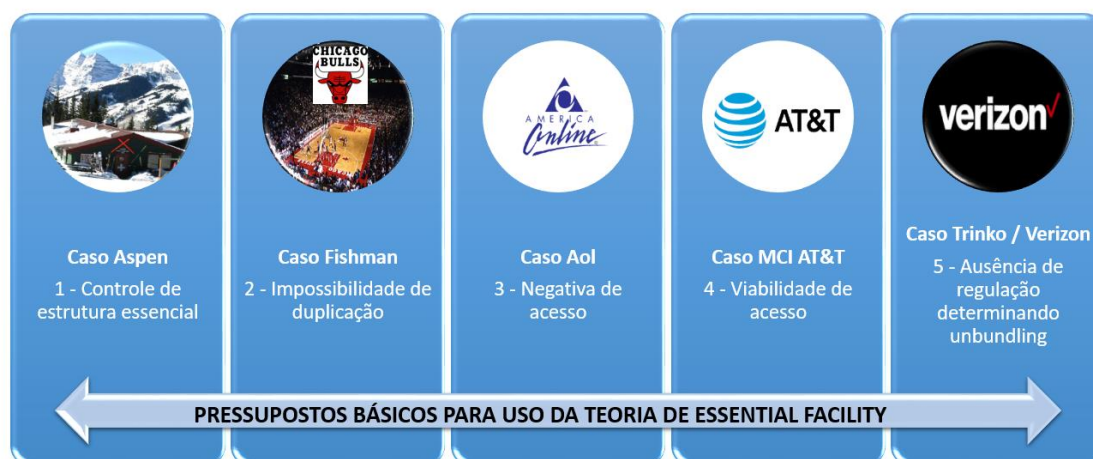 CHICAGO
BULLS
AMERICA
Online
AT&T
verizon
Caso Aspen
1 - Controle de
estrutura essencial
Caso Fishman
2 - Impossibilidade de
duplicação
Caso Aol
3 - Negativa de
acesso
Caso MCI AT&T
4 - Viabilidade de
acesso
Caso Trinko / Verizon
5 - Ausência de
regulação
determinando
unbundling
PRESSUPOSTOS BÁSICOS PARA USO DA TEORIA DE ESSENTIAL FACILITY